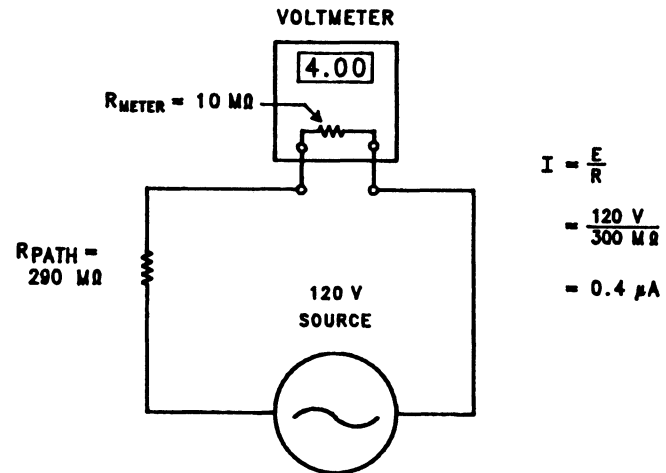 VOLTMETER
4.00
RMETER = 10 MΩ
I = E/R
= 120 V/300 MΩ
= 0.4 μA
RPATH =
290 MΩ
120 V
SOURCE